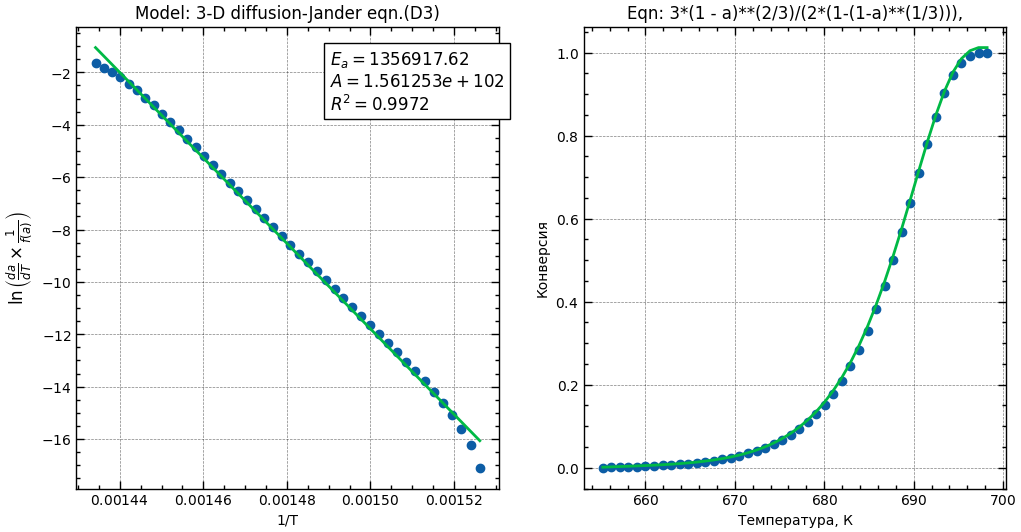 Model: 3-D diffusion-Jander eqn.(D3)
Eqn: 3*(1 - a)**(2/3)/(2*(1-(1-a)**(1/3))),
E_a = 1356917.62
A = 1.561253e + 102
R^2 = 0.9972
−2
−4
−6
−8
−10
−12
−14
−16
ln (da/dT × 1/f(a))
0.00144
0.00146
0.00148
0.00150
0.00152
1/T
1.0
0.8
0.6
0.4
0.2
0.0
Конверсия
660
670
680
690
700
Температура, К